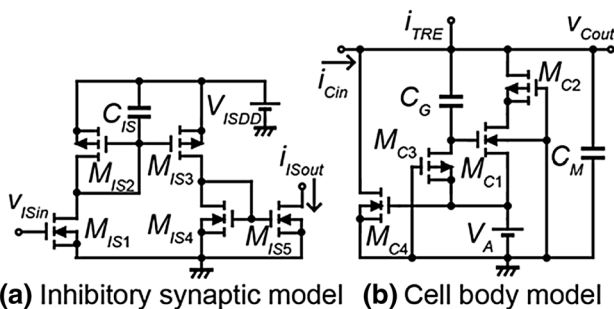 i_TRE
v_Cout
i_Cin
C_IS
V_ISDD
M_C2
C_G
M_IS2
M_IS3
i_ISout
M_C3
M_C1
C_M
v_ISin
M_IS1
M_IS4
M_IS5
M_C4
V_A
(a) Inhibitory synaptic model (b) Cell body model